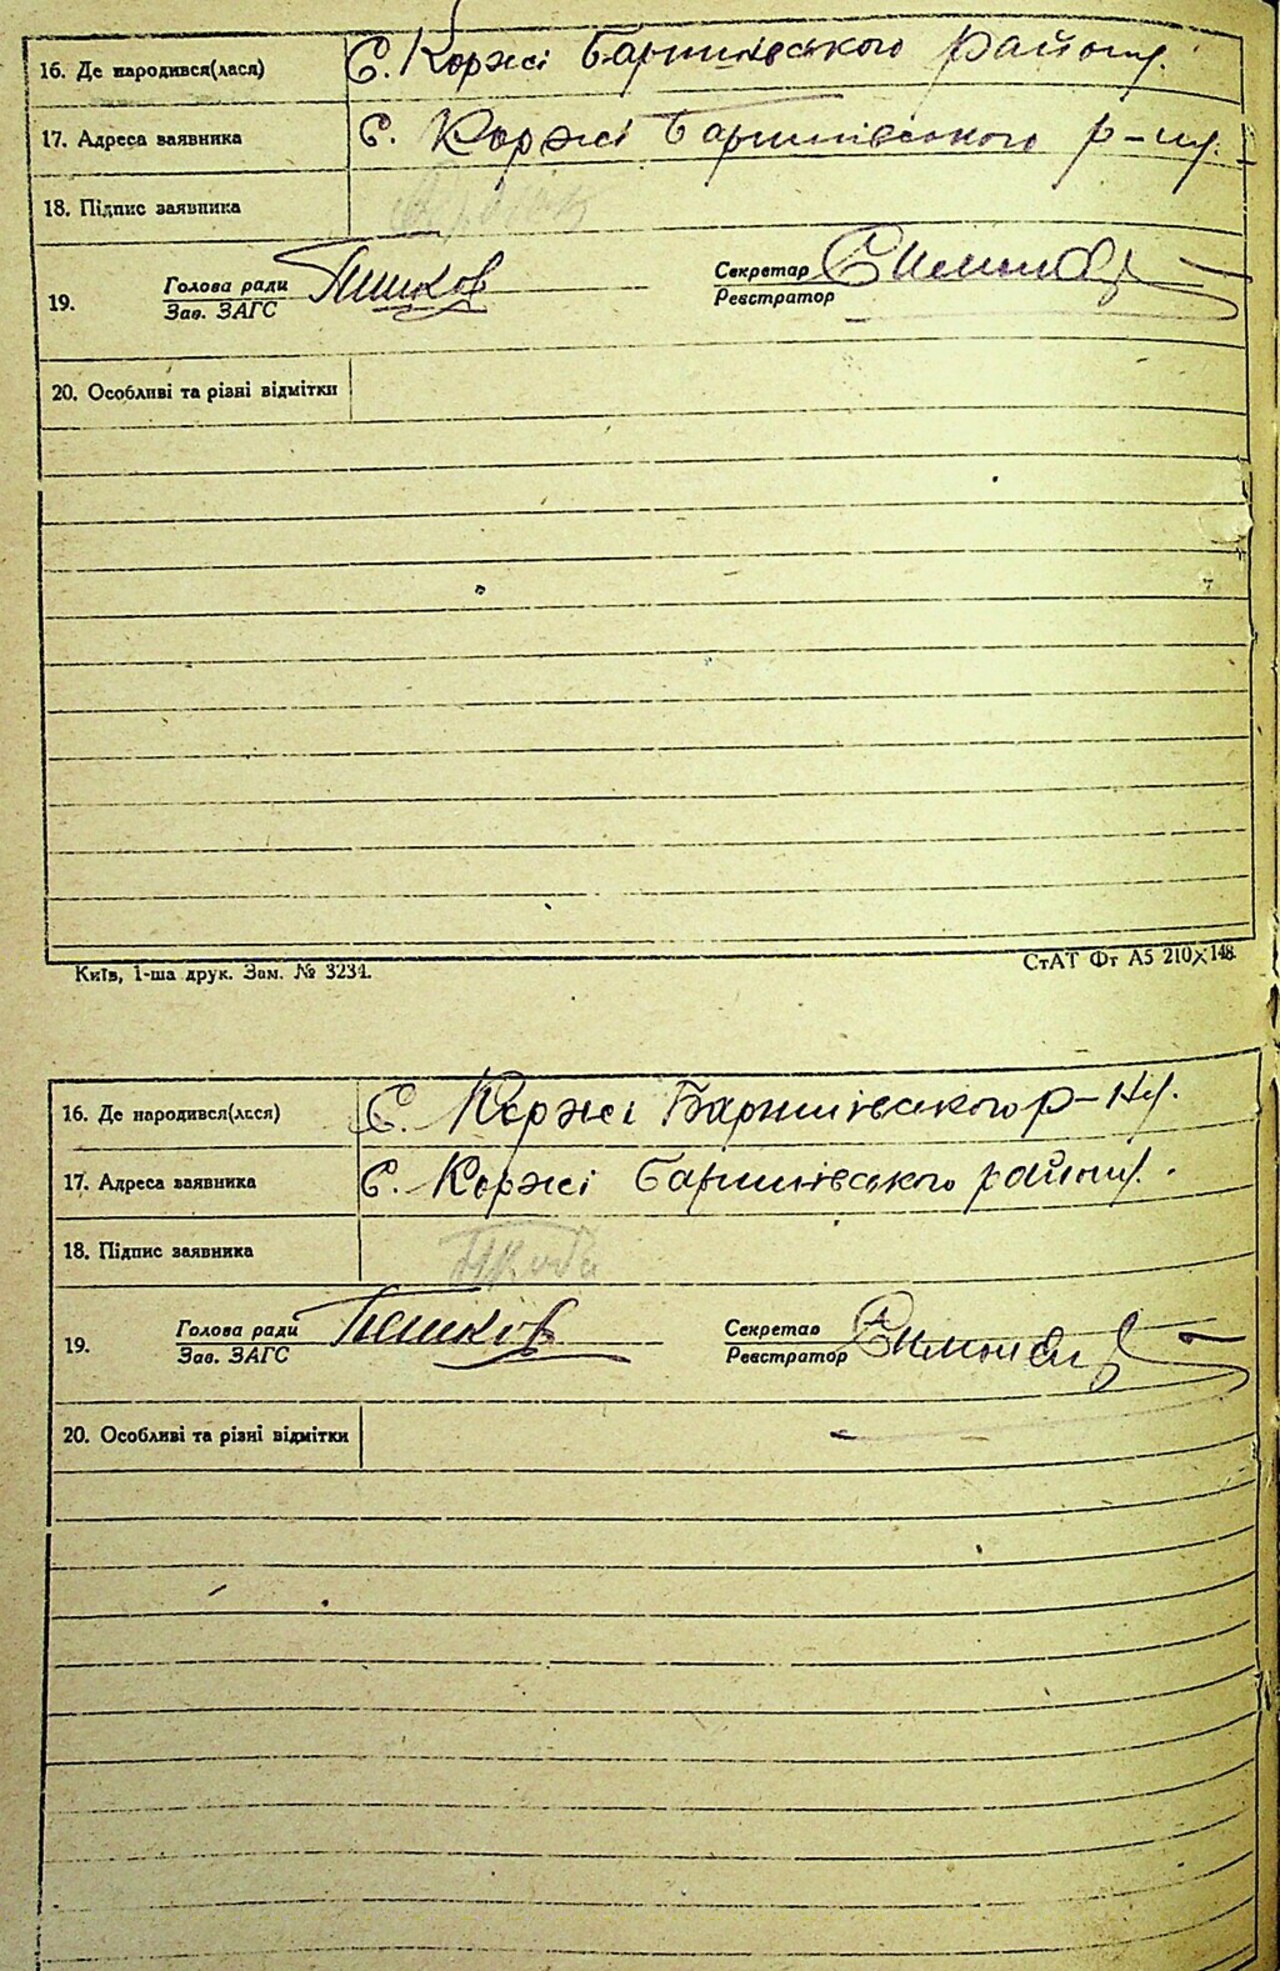 16. Де народився(лася) с. Коржі Баришівського району.
17. Адреса заявника с. Коржі Баришівського р-ну.
18. Підпис заявника
Голова ради Пишков Секретар
19. Зав. ЗАГС Реєстратор
20. Особливі та різні відмітки
Київ, 1-ша друк. Зам. № 3234. СтАТ Фт А5 210X148.
16. Де народився(лася) с. Коржі Баришівського р-ну.
17. Адреса заявника с. Коржі Баришівського району.
18. Підпис заявника
Голова ради Пишков Секретар
19. Зав. ЗАГС Реєстратор
20. Особливі та різні відмітки